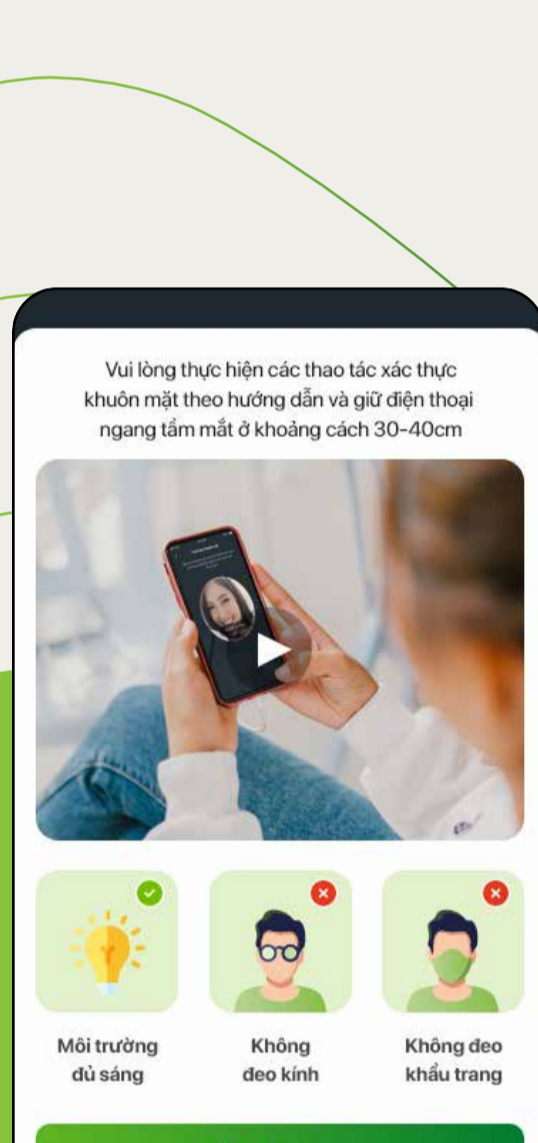 Vui lòng thực hiện các thao tác xác thực
khuôn mặt theo hướng dẫn và giữ điện thoại
ngang tầm mắt ở khoảng cách 30-40cm
Môi trường
đủ sáng
Không
đeo kính
Không đeo
khẩu trang